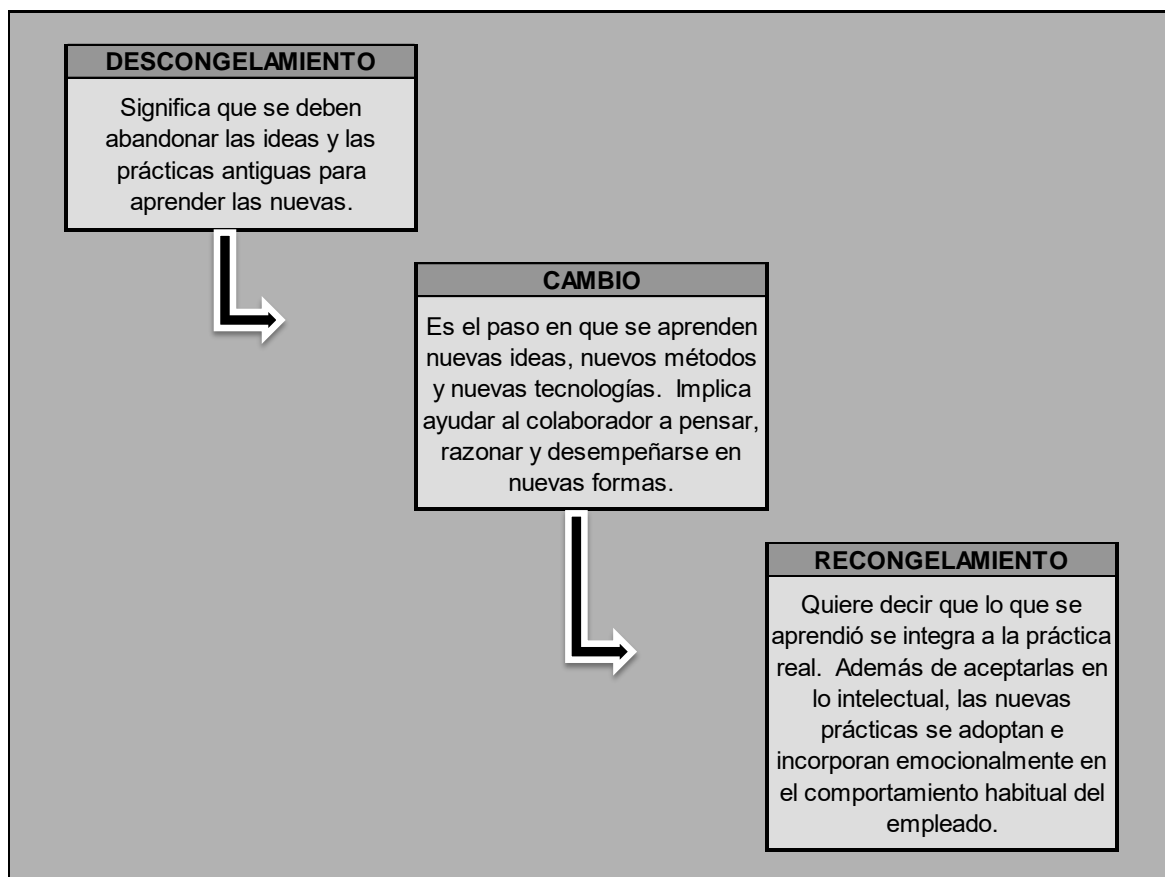 DESCONGELAMIENTO
Significa que se deben
abandonar las ideas y las
prácticas antiguas para
aprender las nuevas.
CAMBIO
Es el paso en que se aprenden
nuevas ideas, nuevos métodos
y nuevas tecnologías.  Implica
ayudar al colaborador a pensar,
razonar y desempeñarse en
nuevas formas.
RECONGELAMIENTO
Quiere decir que lo que se
aprendió se integra a la práctica
real.  Además de aceptarlas en
lo intelectual, las nuevas
prácticas se adoptan e
incorporan emocionalmente en
el comportamiento habitual del
empleado.